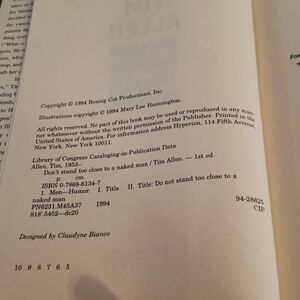 TIM
ALLEN
Copyright © 1994 Boxing Cat Productions, Inc.
Illustrations copyright © 1994 Mary Lee Hannington.
All rights reserved. No part of this book may be used or reproduced in any man-
ner whatsoever without the written permission of the Publisher. Printed in the
United States of America. For information address Hyperion, 114 Fifth Avenue,
New York, New York 10011.
Library of Congress Cataloging-in-Publication Data
Allen, Tim, 1953–
Don't stand too close to a naked man / Tim Allen. — 1st ed.
p. cm.
ISBN 0-7868-6134-7
1. Men—Humor. I. Title. II. Title: Do not stand too close to a
naked man
PN6231.M45A37 1994 94-28625
818'.5402—dc20 CIP
Designed by Claudyne Bianco
10 9 8 7 6 5